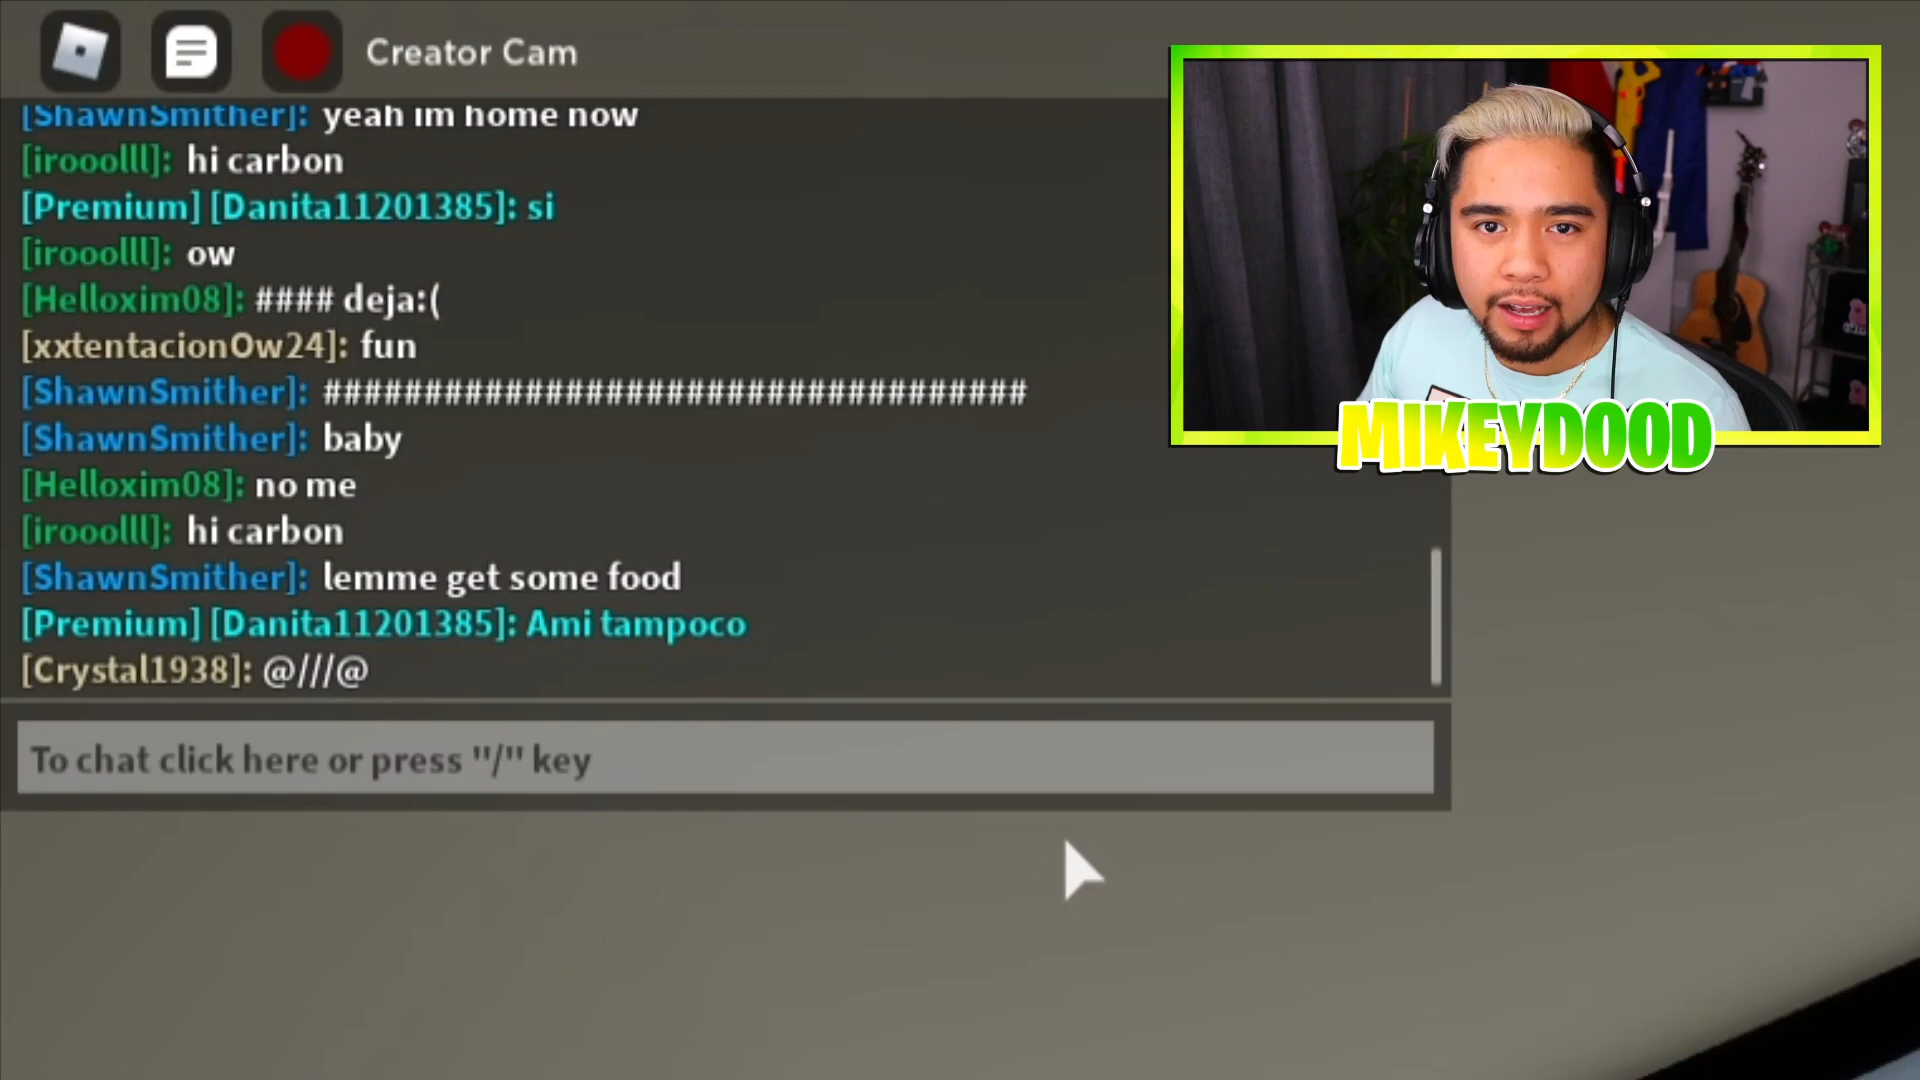 Creator Cam
[ShawnSmither]: yeah im home now
[irooolll]: hi carbon
[Premium] [Danita11201385]: si
[irooolll]: ow
[Helloxim08]: #### deja:(
[xxtentacionOw24]: fun
[ShawnSmither]: ###################################
[ShawnSmither]: baby
[Helloxim08]: no me
[irooolll]: hi carbon
[ShawnSmither]: lemme get some food
[Premium] [Danita11201385]: Ami tampoco
[Crystal1938]: @///@
To chat click here or press "/" key
MIKEYDOOD